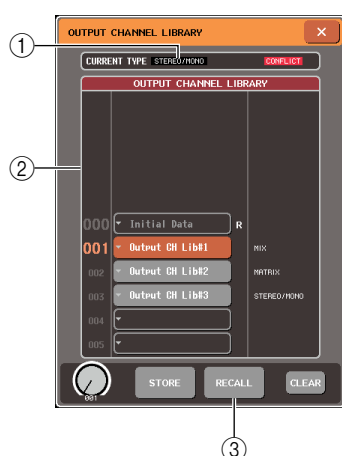 OUTPUT CHANNEL LIBRARY ×
①
CURRENT TYPE STEREO/MONO CONFLICT
OUTPUT CHANNEL LIBRARY
②
000 Initial Data R
001 Output CH Lib#1 MIX
002 Output CH Lib#2 MATRIX
003 Output CH Lib#3 STEREO/MONO
004
005
001 STORE RECALL CLEAR
③